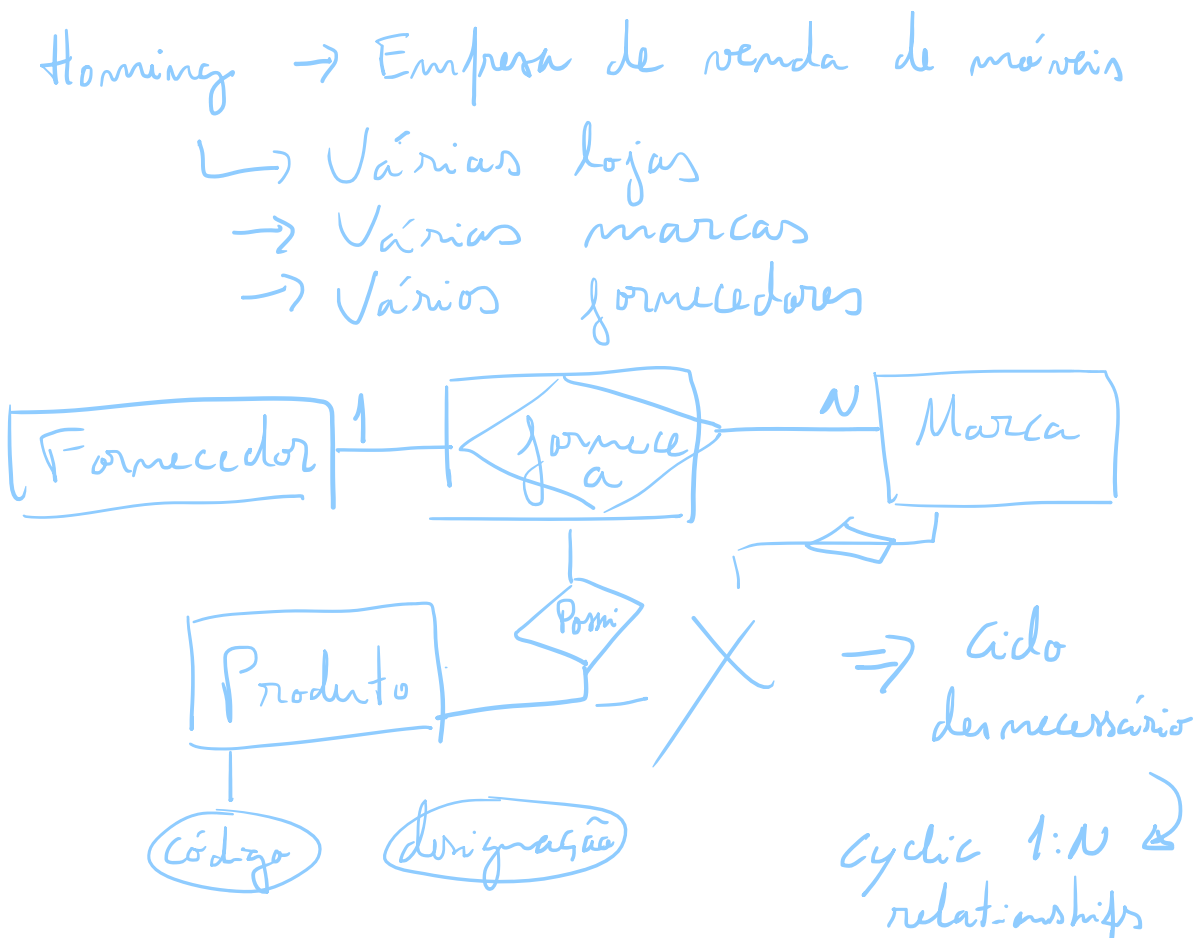 Homing → Empresa de venda de móveis
↳ Várias lojas
→ Várias marcas
→ Vários fornecedores
Fornecedor 1 fornece a N Marca
Possui
Produto
⇒ Ciclo
desnecessário
código designação
cyclic 1:N
relationships